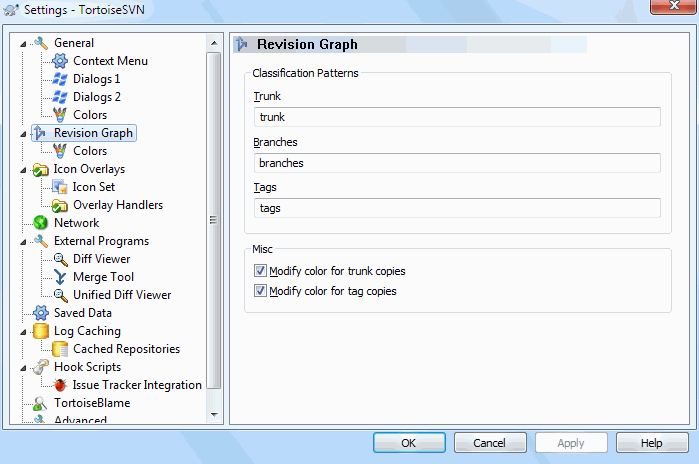 Settings - TortoiseSVN
General
Context Menu
Dialogs 1
Dialogs 2
Colors
Revision Graph
Colors
Icon Overlays
Icon Set
Overlay Handlers
Network
External Programs
Diff Viewer
Merge Tool
Unified Diff Viewer
Saved Data
Log Caching
Cached Repositories
Hook Scripts
Issue Tracker Integration
TortoiseBlame
Advanced
Revision Graph
Classification Patterns
Trunk
trunk
Branches
branches
Tags
tags
Misc
Modify color for trunk copies
Modify color for tag copies
OK Cancel Apply Help